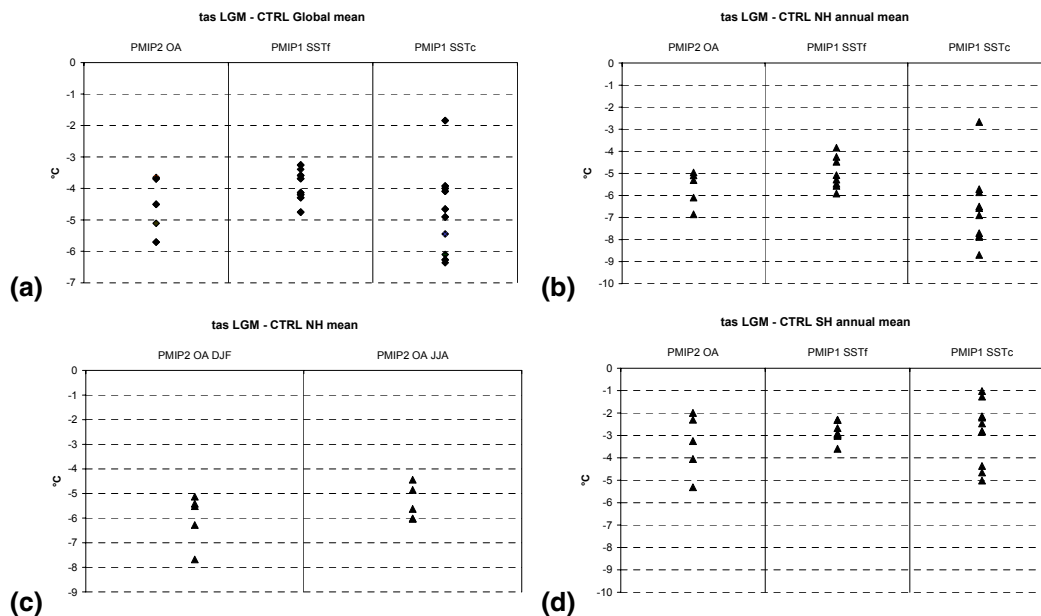 tas LGM - CTRL Global mean
PMIP2 OA PMIP1 SSTf PMIP1 SSTc
0
-1
-2
-3
-4
-5
-6
-7
°C
(a)
tas LGM - CTRL NH annual mean
PMIP2 OA PMIP1 SSTf PMIP1 SSTc
0
-1
-2
-3
-4
-5
-6
-7
-8
-9
-10
°C
(b)
tas LGM - CTRL NH mean
PMIP2 OA DJF PMIP2 OA JJA
0
-1
-2
-3
-4
-5
-6
-7
-8
-9
°C
(c)
tas LGM - CTRL SH annual mean
PMIP2 OA PMIP1 SSTf PMIP1 SSTc
0
-1
-2
-3
-4
-5
-6
-7
-8
-9
-10
°C
(d)